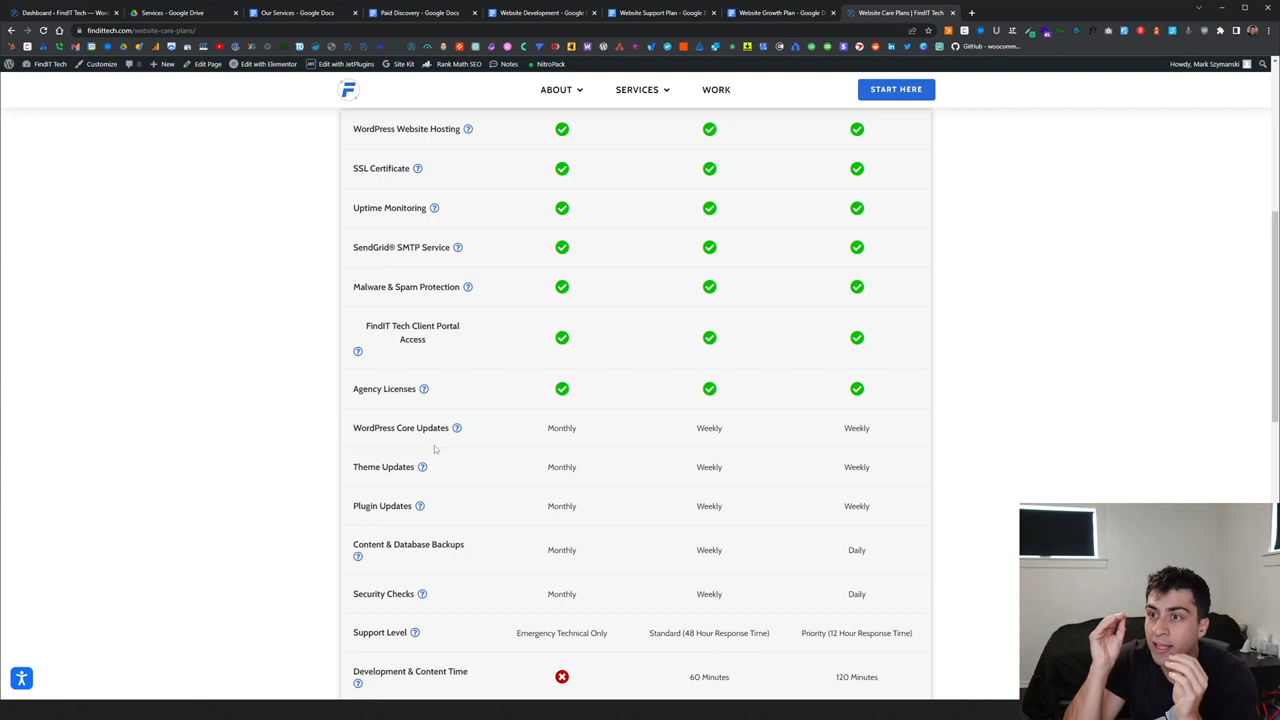 Dashboard ‹ FindIT Tech — Wor
Services - Google Drive
Our Services - Google Docs
Paid Discovery - Google Docs
Website Development - Google
Website Support Plan - Google D
Website Growth Plan - Google D
Website Care Plans | FindIT Tech
findittech.com/website-care-plans/
GitHub - woocomm...
FindIT Tech
Customize
0
New
Edit Page
Edit with Elementor
Edit with JetPlugins
Site Kit
Rank Math SEO
Notes
NitroPack
Howdy, Mark Szymanski
F
ABOUT
SERVICES
WORK
START HERE
WordPress Website Hosting
SSL Certificate
Uptime Monitoring
SendGrid® SMTP Service
Malware & Spam Protection
FindIT Tech Client Portal
Access
Agency Licenses
WordPress Core Updates Monthly Weekly Weekly
Theme Updates Monthly Weekly Weekly
Plugin Updates Monthly Weekly Weekly
Content & Database Backups Monthly Weekly Daily
Security Checks Monthly Weekly Daily
Support Level Emergency Technical Only Standard (48 Hour Response Time) Priority (12 Hour Response Time)
Development & Content Time 60 Minutes 120 Minutes